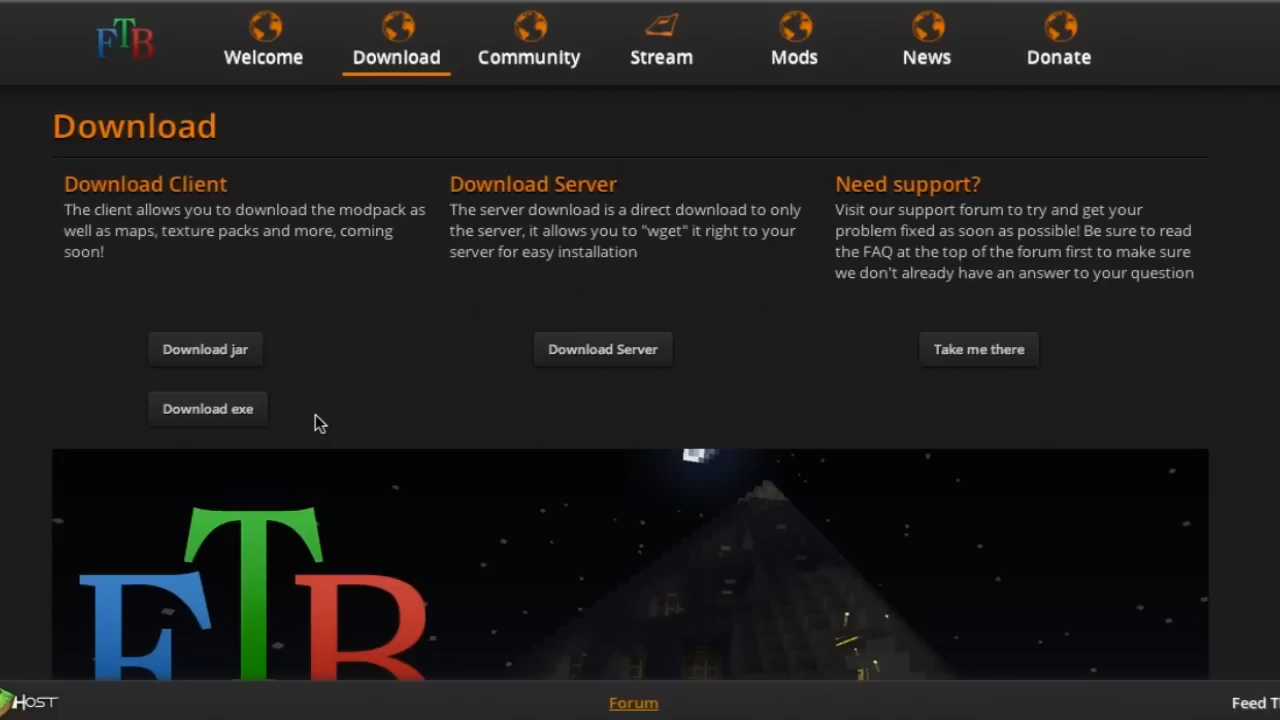 FTB
Welcome
Download
Community
Stream
Mods
News
Donate
Download
Download Client
The client allows you to download the modpack as
well as maps, texture packs and more, coming
soon!
Download jar
Download exe
Download Server
The server download is a direct download to only
the server, it allows you to "wget" it right to your
server for easy installation
Download Server
Need support?
Visit our support forum to try and get your
problem fixed as soon as possible! Be sure to read
the FAQ at the top of the forum first to make sure
we don't already have an answer to your question
Take me there
FTB
HOST
Forum
Feed T